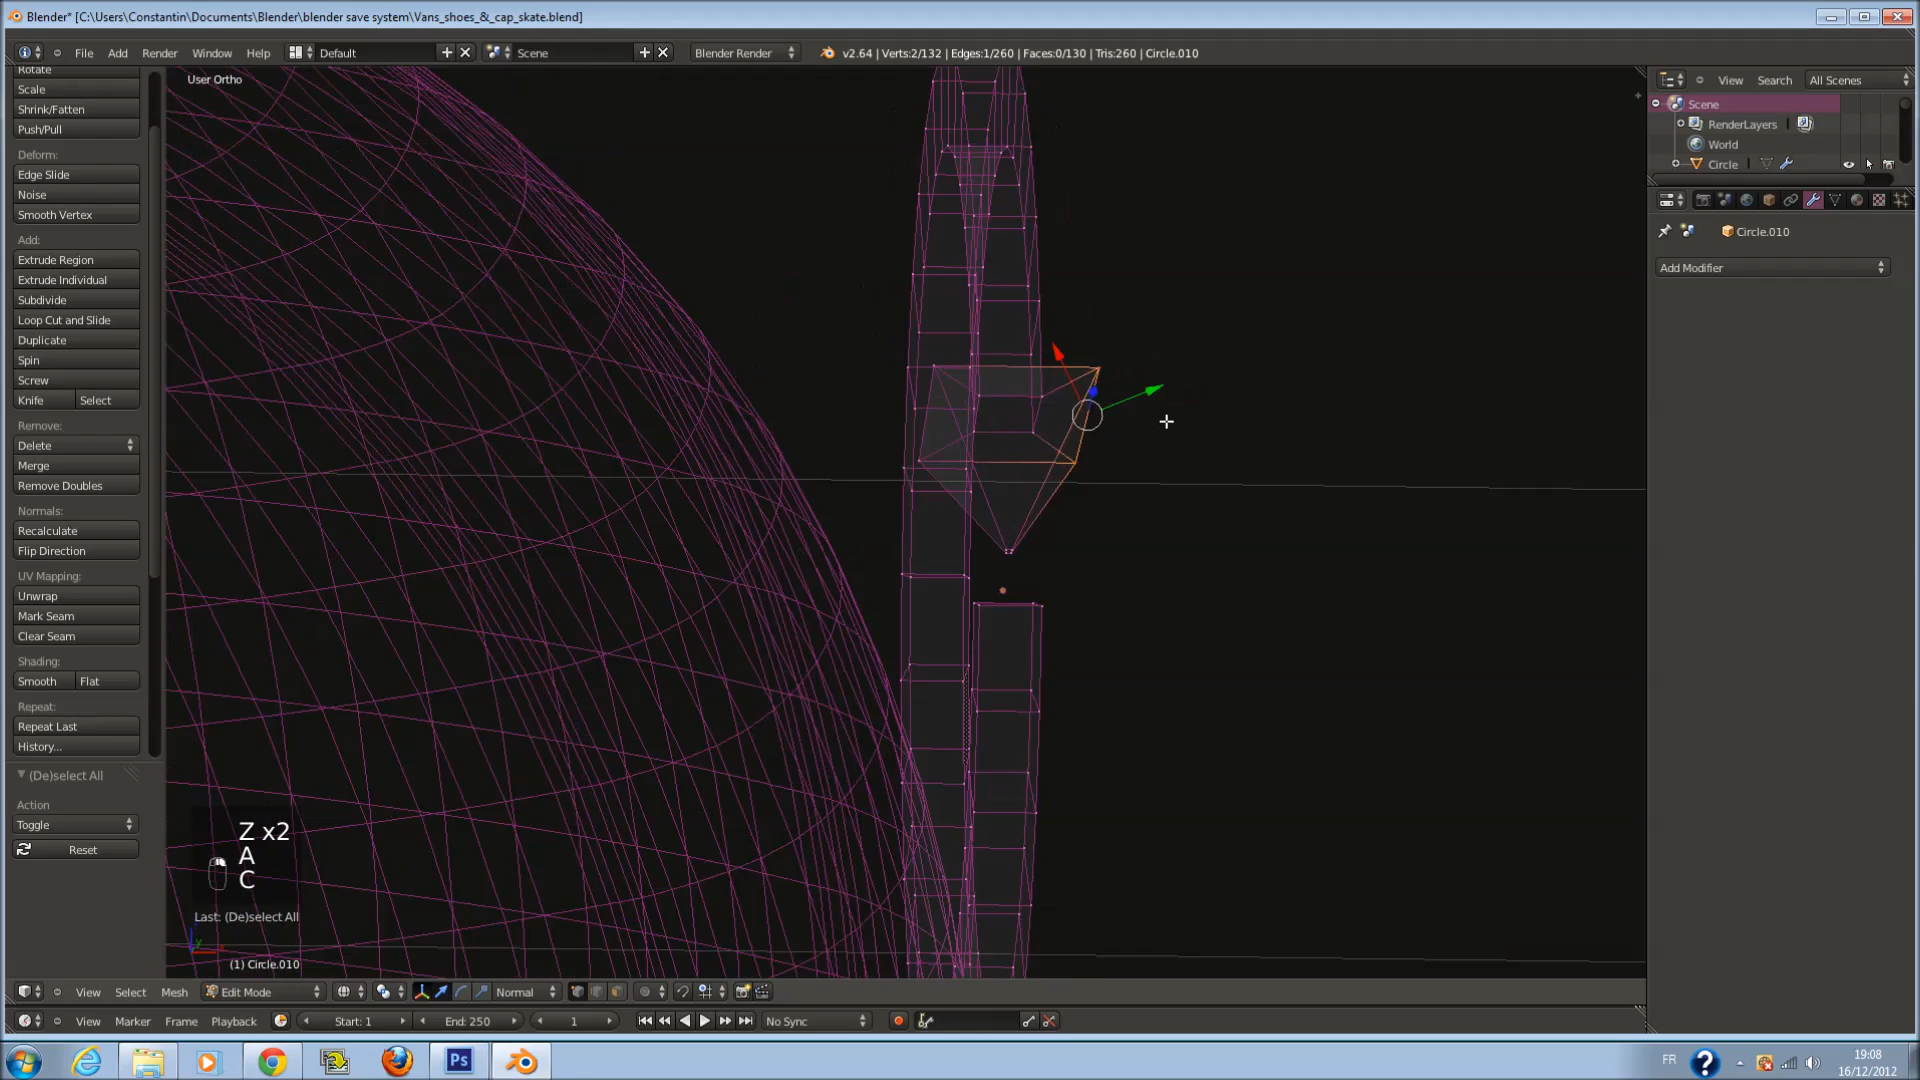 Blender* [C:\Users\Constantin\Documents\Blender\blender save system\Vans_shoes_&_cap_skate.blend]
File Add Render Window Help Default Scene Blender Render v2.64 | Verts:2/132 | Edges:1/260 | Faces:0/130 | Tris:260 | Circle.010
Rotate
Scale
Shrink/Fatten
Push/Pull
Deform:
Edge Slide
Noise
Smooth Vertex
Add:
Extrude Region
Extrude Individual
Subdivide
Loop Cut and Slide
Duplicate
Spin
Screw
Knife Select
Remove:
Delete
Merge
Remove Doubles
Normals:
Recalculate
Flip Direction
UV Mapping:
Unwrap
Mark Seam
Clear Seam
Shading:
Smooth Flat
Repeat:
Repeat Last
History...
(De)select All
Action
Toggle
Reset
User Ortho
Z x2
A
C
Last: (De)select All
(1) Circle.010
View Search All Scenes
Scene
RenderLayers
World
Circle
Circle.010
Add Modifier
View Select Mesh Edit Mode Normal
View Marker Frame Playback Start: 1 End: 250 1 No Sync
Ps
FR
19:08
16/12/2012